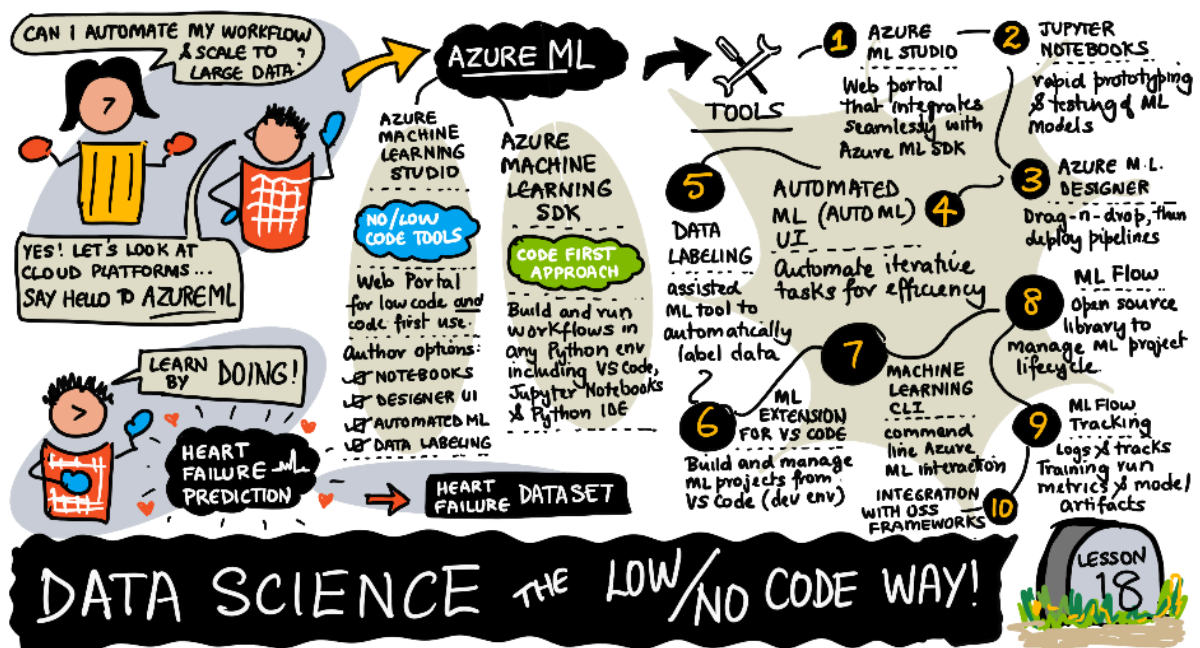 CAN I AUTOMATE MY WORKFLOW
& SCALE TO
LARGE DATA?
YES! LET'S LOOK AT
CLOUD PLATFORMS...
SAY HELLO TO AZUREML
LEARN
BY DOING!
HEART
FAILURE
PREDICTION
HEART
FAILURE DATASET
AZURE ML
AZURE
MACHINE
LEARNING
STUDIO
NO/LOW
CODE TOOLS
Web Portal
for low code and
code first use.
Author options:
NOTEBOOKS
DESIGNER UI
AUTOMATED ML
DATA LABELING
AZURE
MACHINE
LEARNING
SDK
CODE FIRST
APPROACH
Build and run
workflows in
any Python env
including VS Code,
Jupyter Notebooks
& Python IDE
TOOLS
1 AZURE
ML STUDIO
Web portal
that integrates
seamlessly with
Azure ML SDK
2 JUPYTER
NOTEBOOKS
rapid prototyping
& testing of ML
Models
3 AZURE M.L.
DESIGNER
Drag-n-drop, then
deploy pipelines
4
AUTOMATED
ML (AUTO ML)
UI
Automate iterative
tasks for efficiency
5
DATA
LABELING
assisted
ML tool to
automatically
label data
6
ML
EXTENSION
FOR VS CODE
Build and manage
ML projects from
VS Code (dev env)
7
MACHINE
LEARNING
CLI
command
line Azure
ML interaction
8
ML Flow
Open source
library to
manage ML project
lifecycle.
9
ML Flow
Tracking
Logs & tracks
Training run
metrics & model
artifacts
10
INTEGRATION
WITH OSS
FRAMEWORKS
DATA SCIENCE THE LOW/NO CODE WAY!
LESSON
18